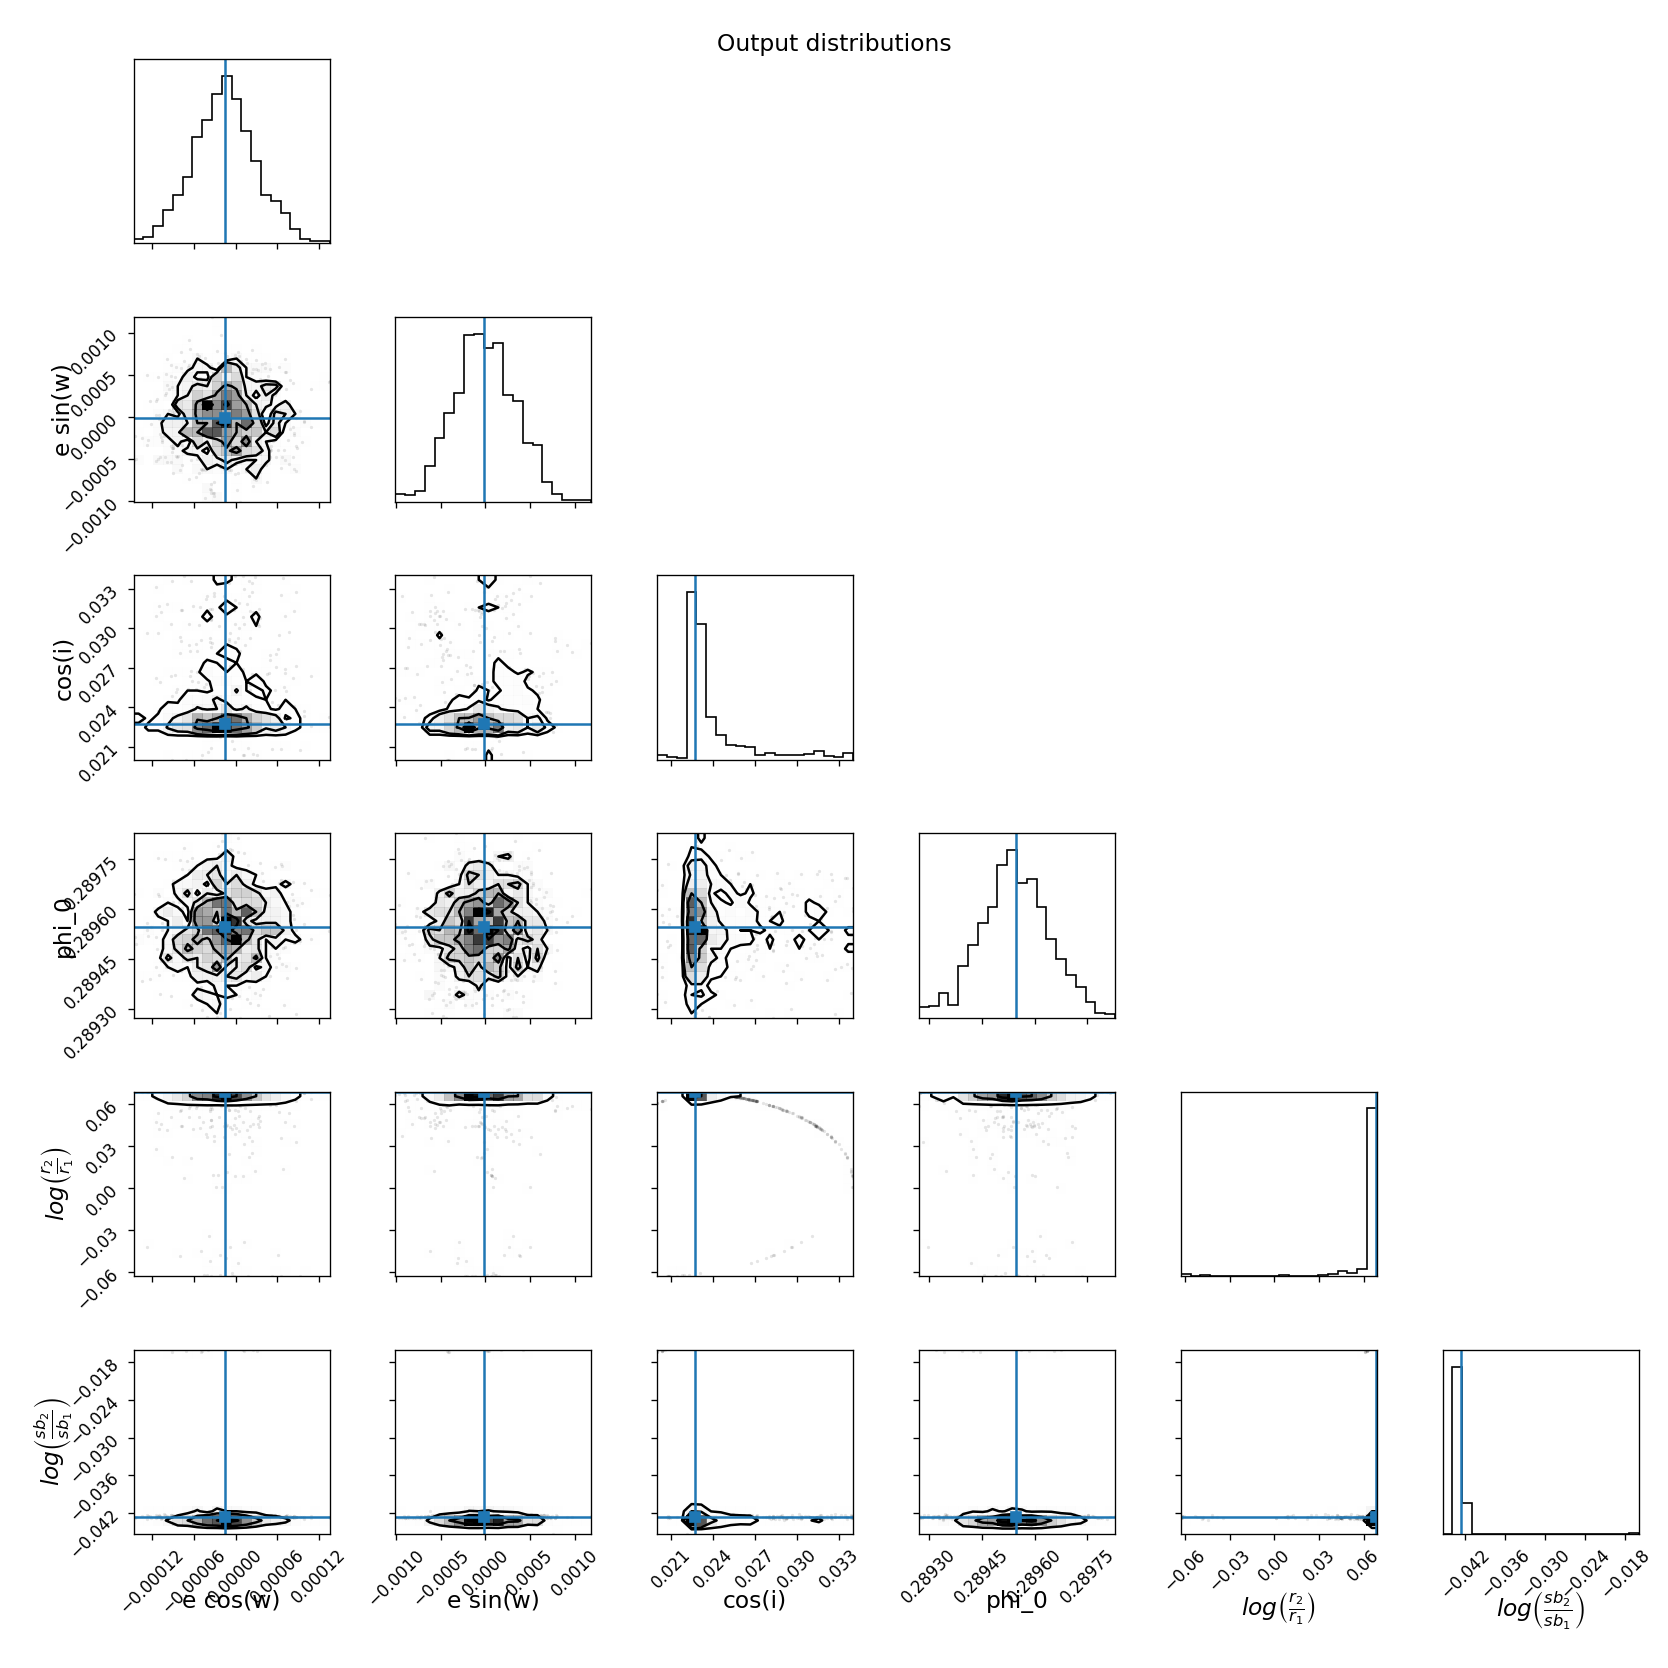 Output distributions
e sin(w)
0.0010
0.0005
0.0000
−0.0005
−0.0010
cos(i)
0.033
0.030
0.027
0.024
0.021
phi_0
0.28975
0.28960
0.28945
0.28930
log(r₂/r₁)
0.06
0.03
0.00
−0.03
−0.06
log(sb₂/sb₁)
−0.018
−0.024
−0.030
−0.036
−0.042
−0.00012 −0.00006 0.00000 0.00006 0.00012
e cos(w)
−0.0010 −0.0005 0.0000 0.0005 0.0010
e sin(w)
0.021 0.024 0.027 0.030 0.033
cos(i)
0.28930 0.28945 0.28960 0.28975
phi_0
−0.06 −0.03 0.00 0.03 0.06
log(r₂/r₁)
−0.042 −0.036 −0.030 −0.024 −0.018
log(sb₂/sb₁)